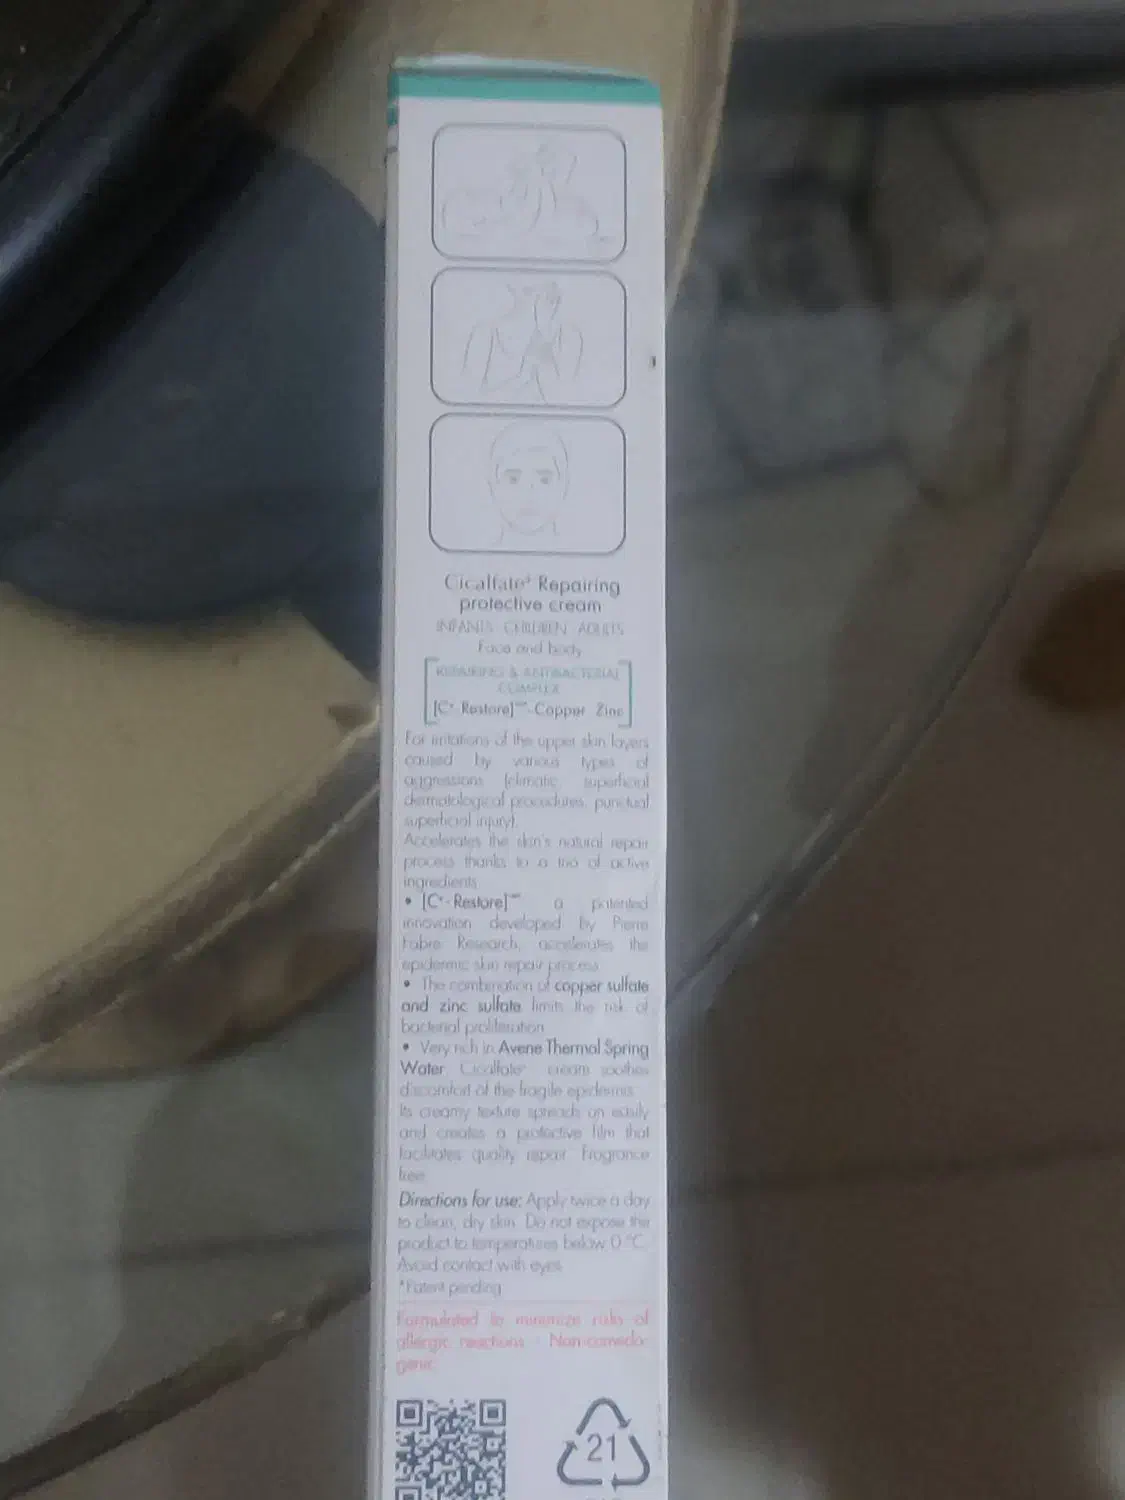 Cicalfate+ Repairing
protective cream
INFANTS CHILDREN ADULTS
Face and body
REPAIRING & ANTIBACTERIAL
COMPLEX
[C+-Restore]™-Copper Zinc
For irritations of the upper skin layers
caused by various types of
aggressions (climatic, superficial
dermatological procedures, punctual
superficial injury).
Accelerates the skin's natural repair
process thanks to a trio of active
ingredients
• [C+-Restore]™ a patented
innovation developed by Pierre
Fabre Research, accelerates the
epidermic skin repair process
• The combination of copper sulfate
and zinc sulfate limits the risk of
bacterial proliferation
• Very rich in Avene Thermal Spring
Water, Cicalfate+ cream soothes
discomfort of the fragile epidermis.
Its creamy texture spreads on easily
and creates a protective film that
facilitates quality repair. Fragrance
free.
Directions for use: Apply twice a day
to clean, dry skin. Do not expose the
product to temperatures below 0 °C.
Avoid contact with eyes.
*Patent pending
Formulated to minimize risks of
allergic reactions - Non-comedo-
genic.
21